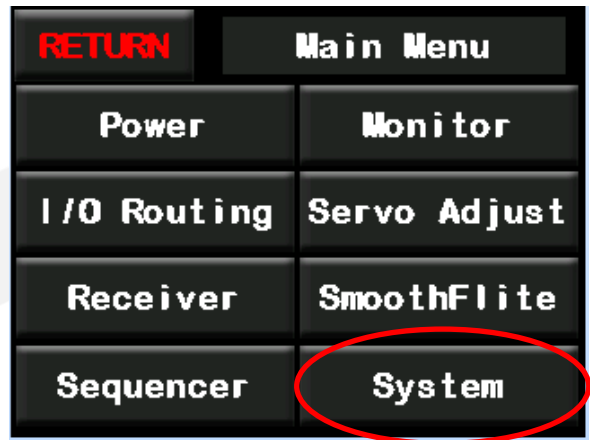 RETURN Main Menu
Power Monitor
I/O Routing Servo Adjust
Receiver SmoothFlite
Sequencer System